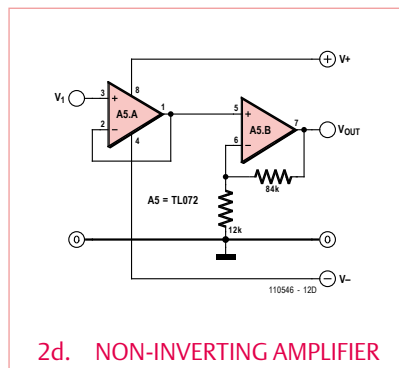 V+
8
V1
3
+
A5.A
1
2
−
4
5
+
A5.B
7
VOUT
6
−
84k
A5 = TL072
12k
0
0
V−
110546 - 12D
2d. NON-INVERTING AMPLIFIER